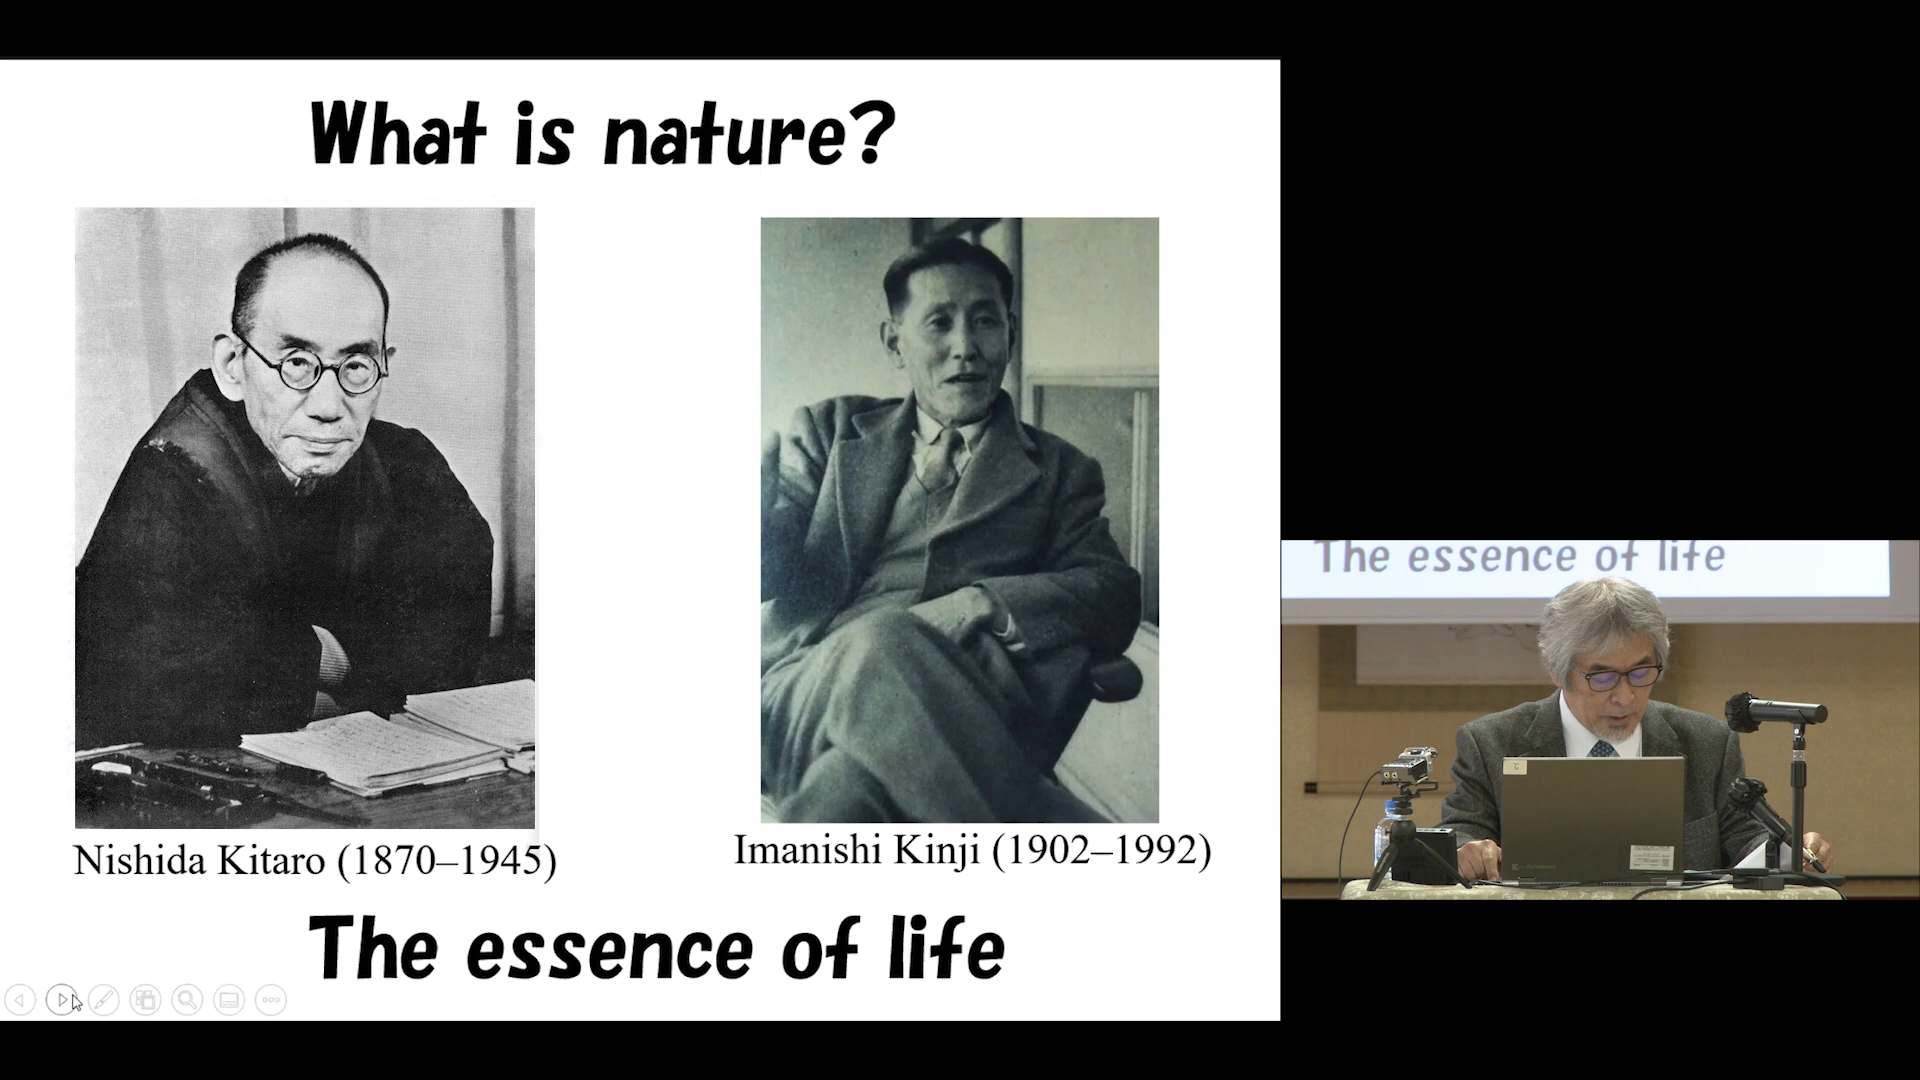 What is nature?
Nishida Kitaro (1870–1945)
Imanishi Kinji (1902–1992)
The essence of life
The essence of life